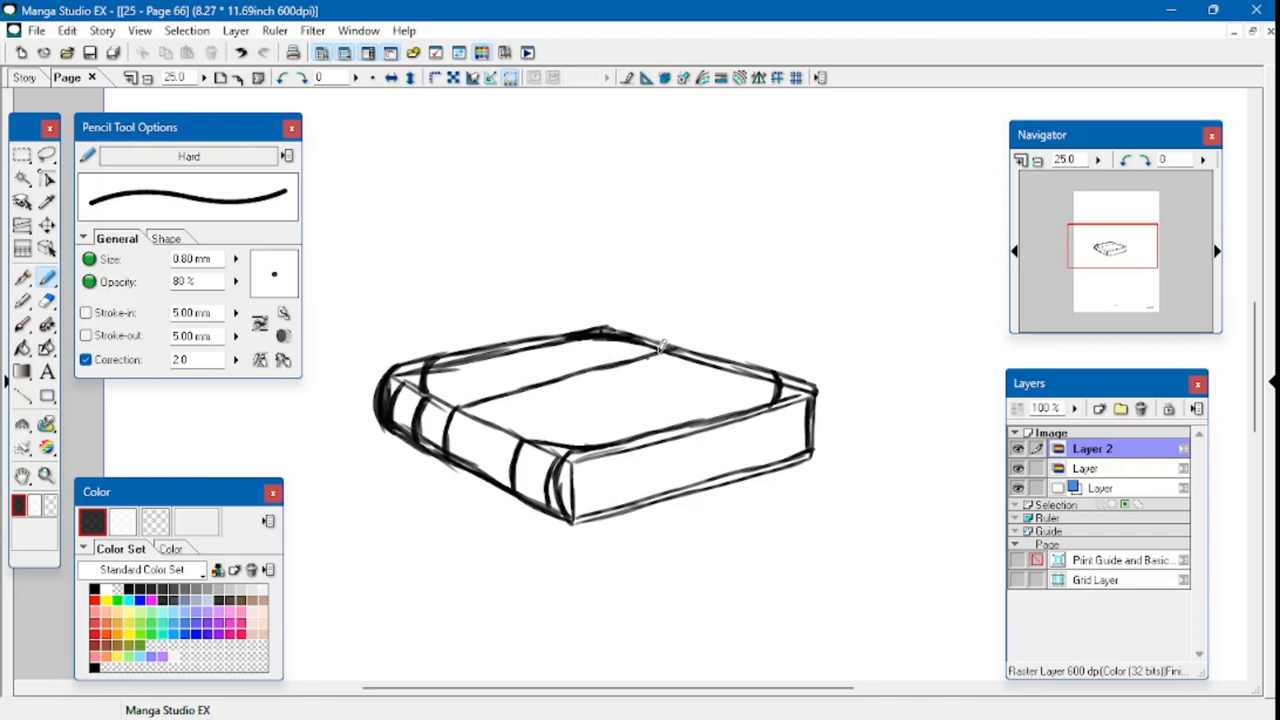 Manga Studio EX - [[25 - Page 66] (8.27 * 11.69inch 600dpi)]
File Edit Story View Selection Layer Ruler Filter Window Help
Story Page 25.0 0
Pencil Tool Options
Hard
General Shape
Size: 0.80 mm
Opacity: 80 %
Stroke-in: 5.00 mm
Stroke-out: 5.00 mm
Correction: 2.0
Color
Color Set Color
Standard Color Set
Navigator
25.0 0
Layers
100 %
Image
Layer 2
Layer
Layer
Selection
Ruler
Guide
Page
Print Guide and Basic...
Grid Layer
Raster Layer 600 dpi(Color (32 bits)Fini...
Manga Studio EX